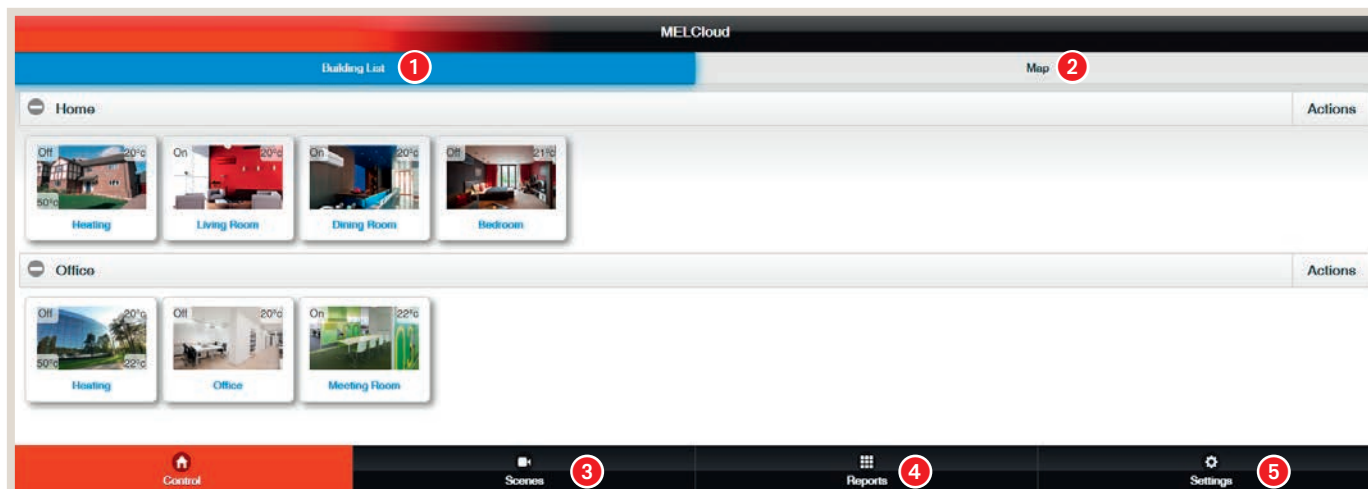 MELCloud
Building List 1 Map 2
Home Actions
Off 20°c On 20°c On 20°c Off 21°c
50°c
Heating Living Room Dining Room Bedroom
Office Actions
Off 20°c Off 20°c On 22°c
50°c 22°c
Heating Office Meeting Room
Control Scenes 3 Reports 4 Settings 5